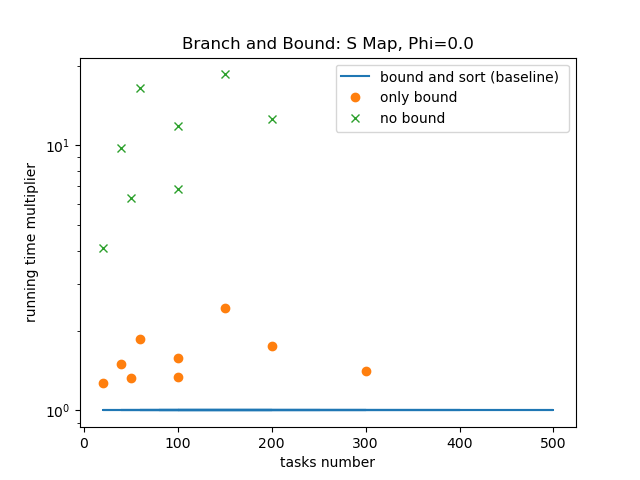 Branch and Bound: S Map, Phi=0.0
bound and sort (baseline)
only bound
no bound
running time multiplier
10¹
10⁰
0 100 200 300 400 500
tasks number